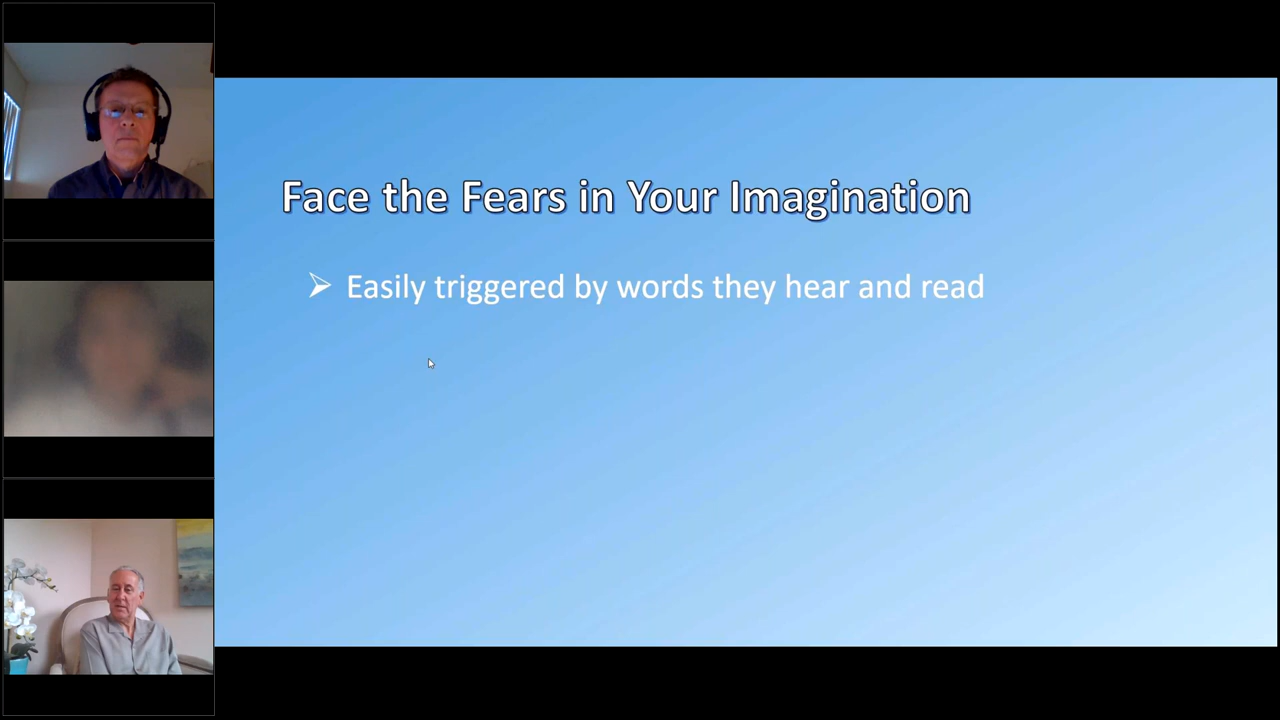 Face the Fears in Your Imagination
Easily triggered by words they hear and read